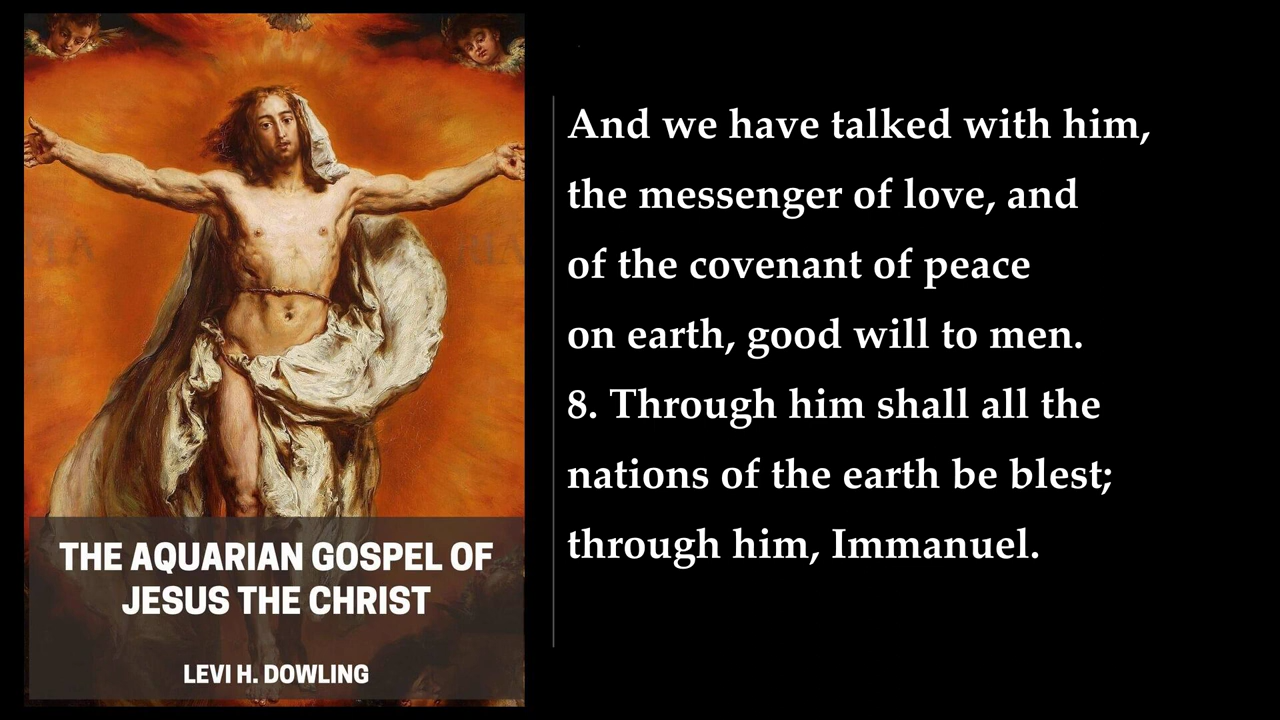 THE AQUARIAN GOSPEL OF
JESUS THE CHRIST
LEVI H. DOWLING
And we have talked with him,
the messenger of love, and
of the covenant of peace
on earth, good will to men.
8. Through him shall all the
nations of the earth be blest;
through him, Immanuel.